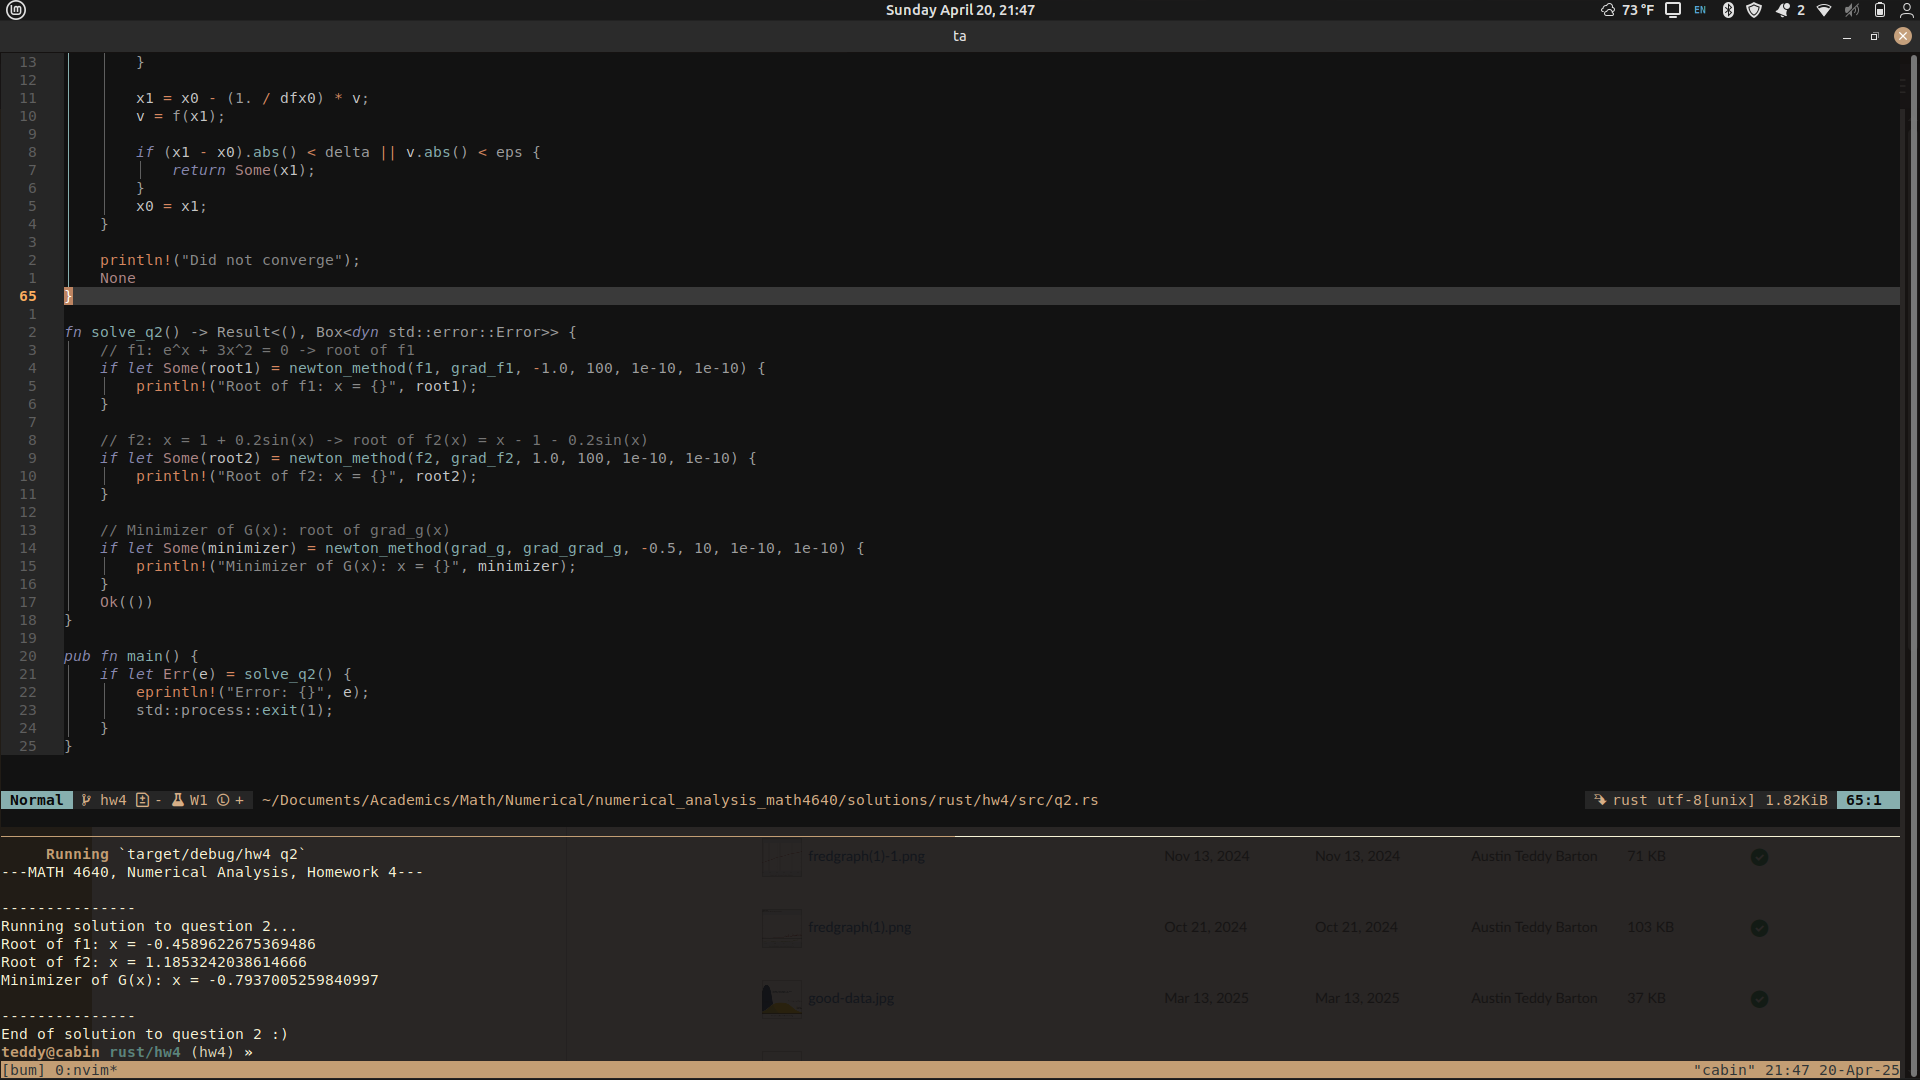 Sunday April 20, 21:47
73 °F
EN
2
ta
13 }
12
11 x1 = x0 - (1. / dfx0) * v;
10 v = f(x1);
9
8 if (x1 - x0).abs() < delta || v.abs() < eps {
7 return Some(x1);
6 }
5 x0 = x1;
4 }
3
2 println!("Did not converge");
1 None
65 }
1
2 fn solve_q2() -> Result<(), Box<dyn std::error::Error>> {
3 // f1: e^x + 3x^2 = 0 -> root of f1
4 if let Some(root1) = newton_method(f1, grad_f1, -1.0, 100, 1e-10, 1e-10) {
5 println!("Root of f1: x = {}", root1);
6 }
7
8 // f2: x = 1 + 0.2sin(x) -> root of f2(x) = x - 1 - 0.2sin(x)
9 if let Some(root2) = newton_method(f2, grad_f2, 1.0, 100, 1e-10, 1e-10) {
10 println!("Root of f2: x = {}", root2);
11 }
12
13 // Minimizer of G(x): root of grad_g(x)
14 if let Some(minimizer) = newton_method(grad_g, grad_grad_g, -0.5, 10, 1e-10, 1e-10) {
15 println!("Minimizer of G(x): x = {}", minimizer);
16 }
17 Ok(())
18 }
19
20 pub fn main() {
21 if let Err(e) = solve_q2() {
22 eprintln!("Error: {}", e);
23 std::process::exit(1);
24 }
25 }
Normal hw4 - W1 + ~/Documents/Academics/Math/Numerical/numerical_analysis_math4640/solutions/rust/hw4/src/q2.rs rust utf-8[unix] 1.82KiB 65:1
Running `target/debug/hw4 q2`
---MATH 4640, Numerical Analysis, Homework 4---
---------------
Running solution to question 2...
Root of f1: x = -0.4589622675369486
Root of f2: x = 1.1853242038614666
Minimizer of G(x): x = -0.7937005259840997
---------------
End of solution to question 2 :)
teddy@cabin rust/hw4 (hw4) »
fredgraph(1)-1.png Nov 13, 2024 Nov 13, 2024 Austin Teddy Barton 71 KB
fredgraph(1).png Oct 21, 2024 Oct 21, 2024 Austin Teddy Barton 103 KB
good-data.jpg Mar 13, 2025 Mar 13, 2025 Austin Teddy Barton 37 KB
[bum] 0:nvim* "cabin" 21:47 20-Apr-25